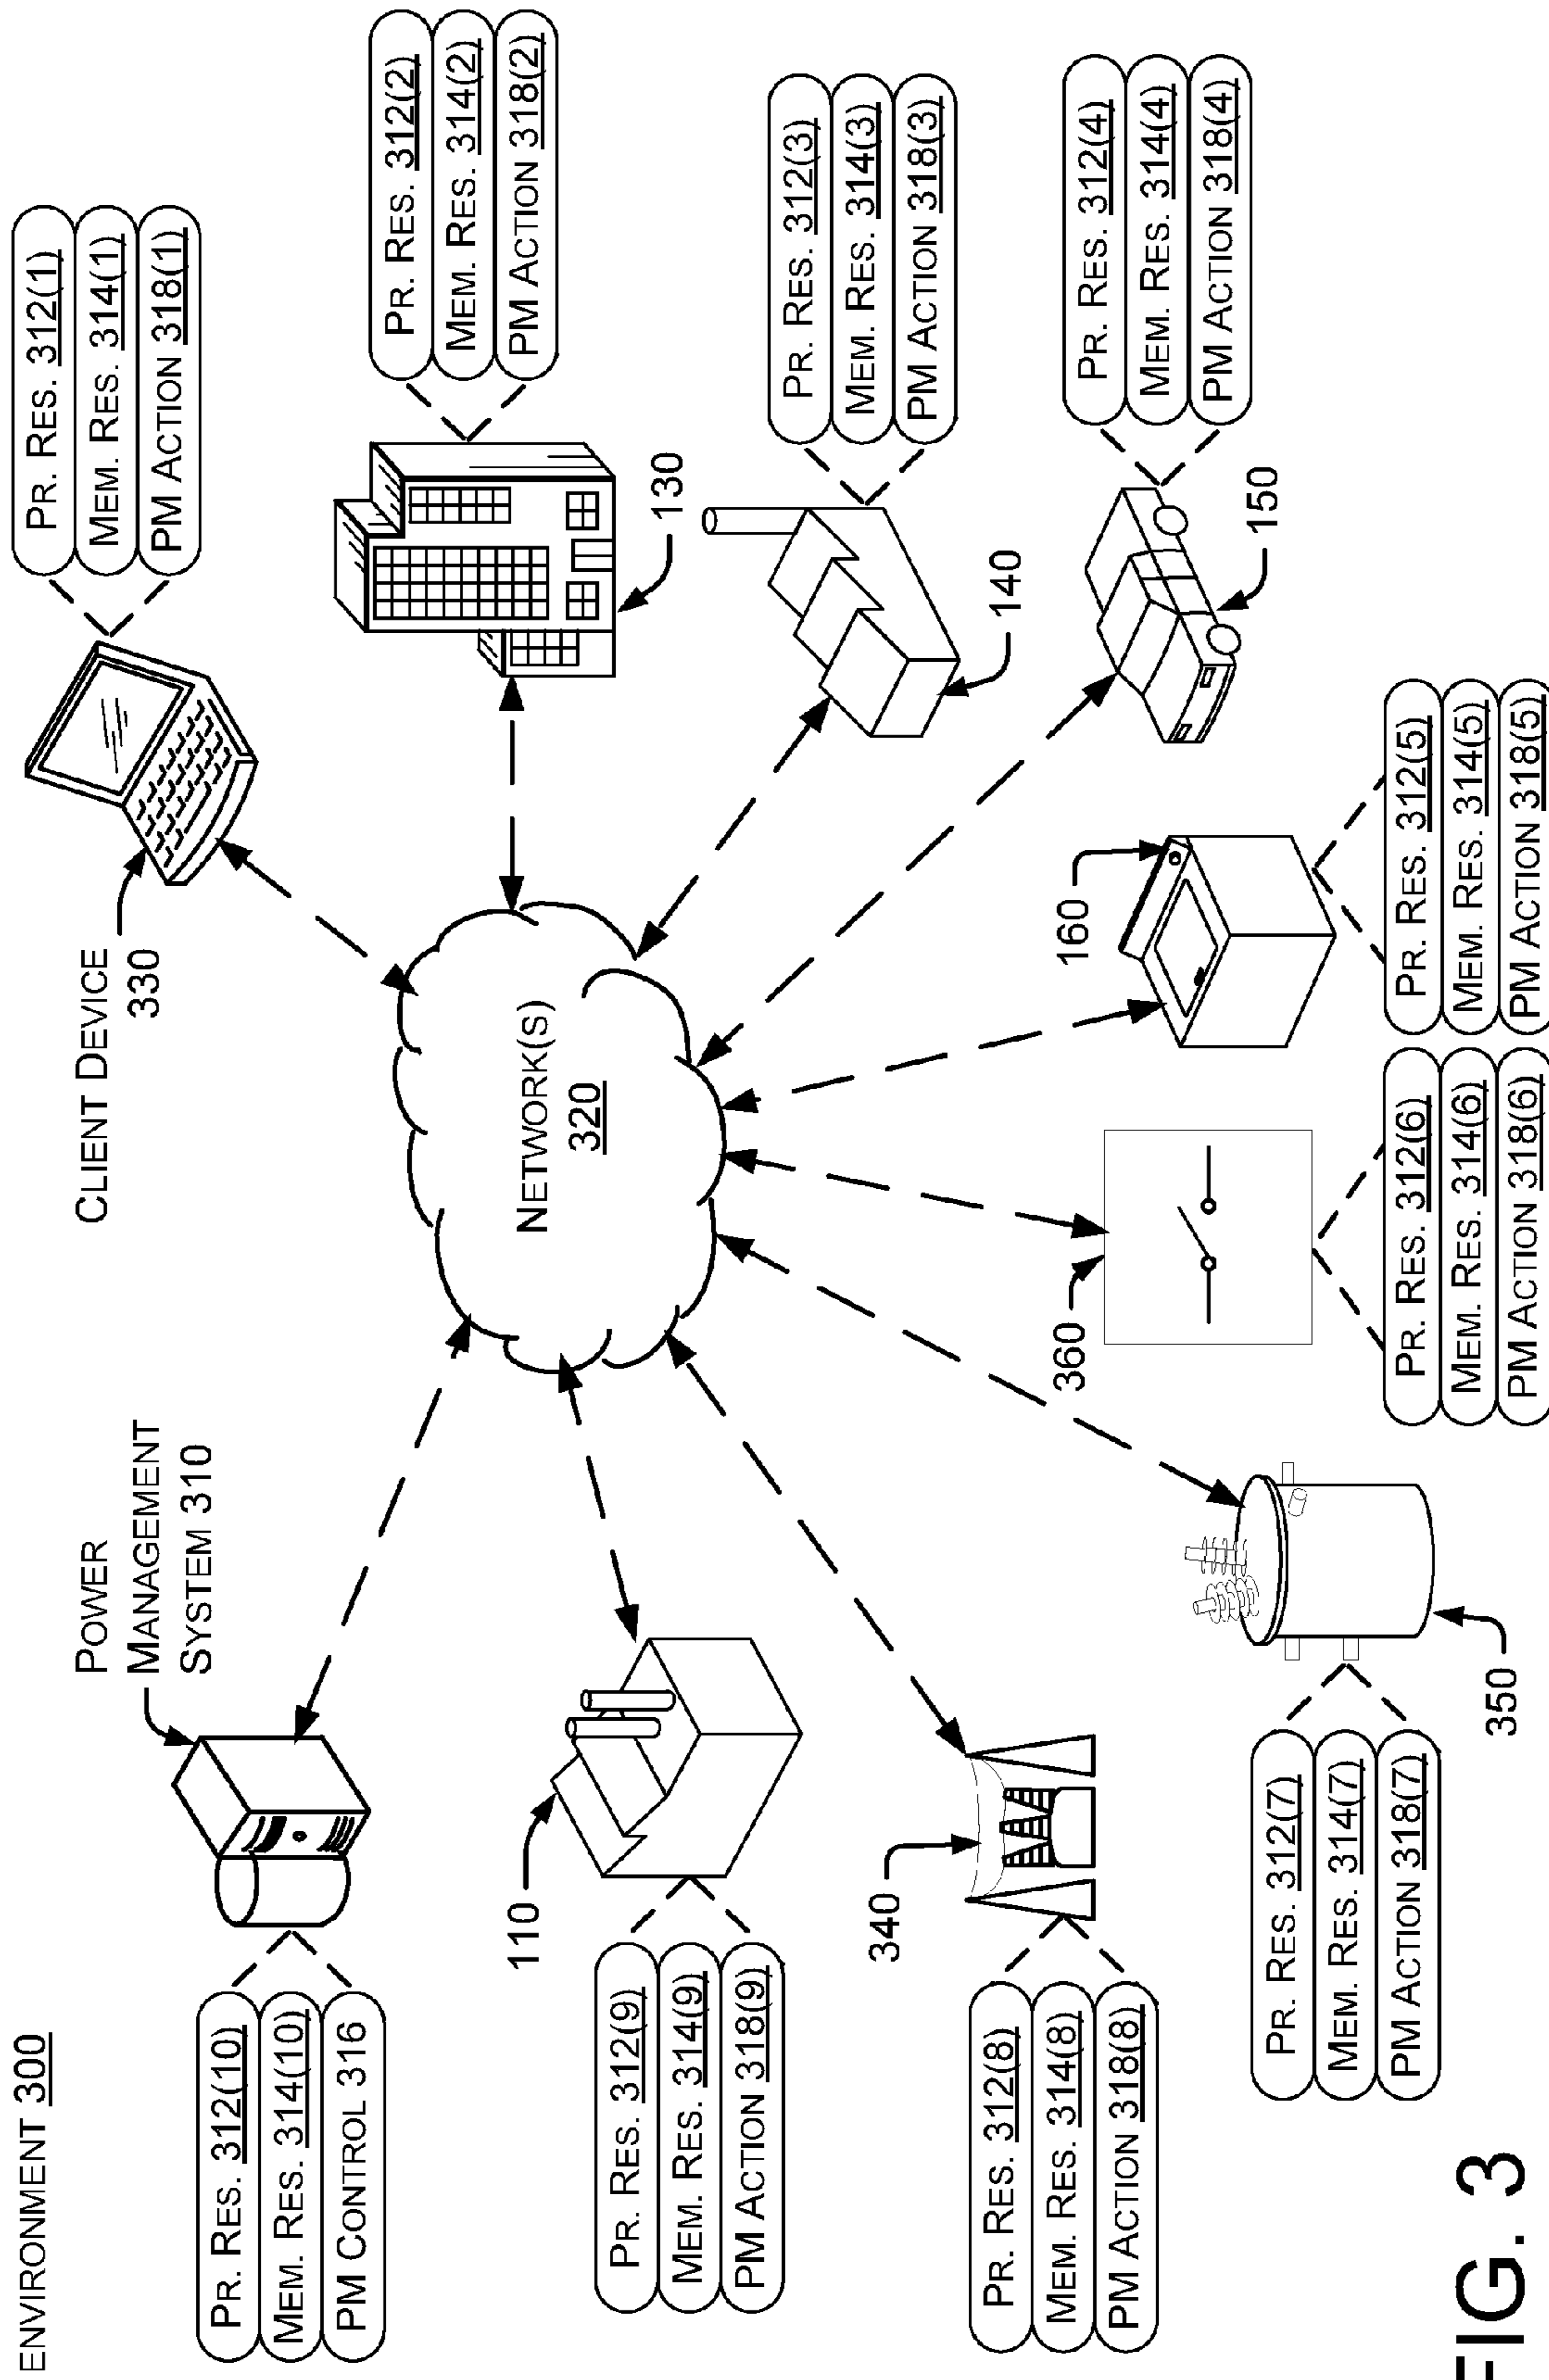 ENVIRONMENT 300
POWER
MANAGEMENT
SYSTEM 310
CLIENT DEVICE
330
PR. RES. 312(1)
MEM. RES. 314(1)
PM ACTION 318(1)
PR. RES. 312(10)
MEM. RES. 314(10)
PM CONTROL 316
NETWORK(S)
320
PR. RES. 312(2)
MEM. RES. 314(2)
PM ACTION 318(2)
130
110
PR. RES. 312(9)
MEM. RES. 314(9)
PM ACTION 318(9)
PR. RES. 312(3)
MEM. RES. 314(3)
PM ACTION 318(3)
140
340
PR. RES. 312(8)
MEM. RES. 314(8)
PM ACTION 318(8)
360
160
PR. RES. 312(4)
MEM. RES. 314(4)
PM ACTION 318(4)
150
PR. RES. 312(7)
MEM. RES. 314(7)
PM ACTION 318(7)
350
PR. RES. 312(6)
MEM. RES. 314(6)
PM ACTION 318(6)
PR. RES. 312(5)
MEM. RES. 314(5)
PM ACTION 318(5)
FIG. 3